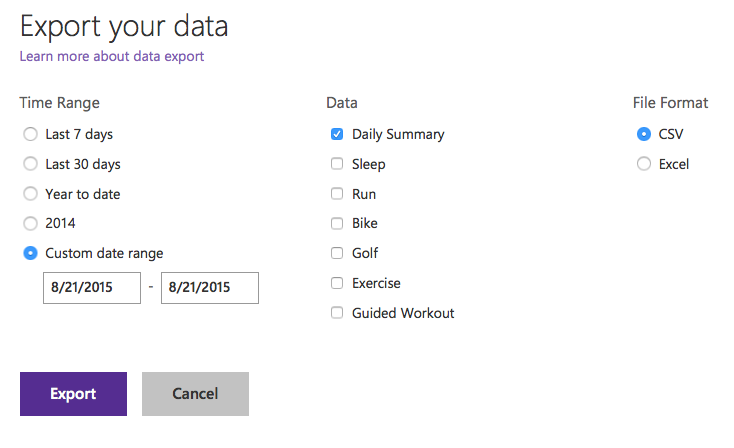 Export your data
Learn more about data export
Time Range
Last 7 days
Last 30 days
Year to date
2014
Custom date range
8/21/2015 - 8/21/2015
Data
Daily Summary
Sleep
Run
Bike
Golf
Exercise
Guided Workout
File Format
CSV
Excel
Export
Cancel